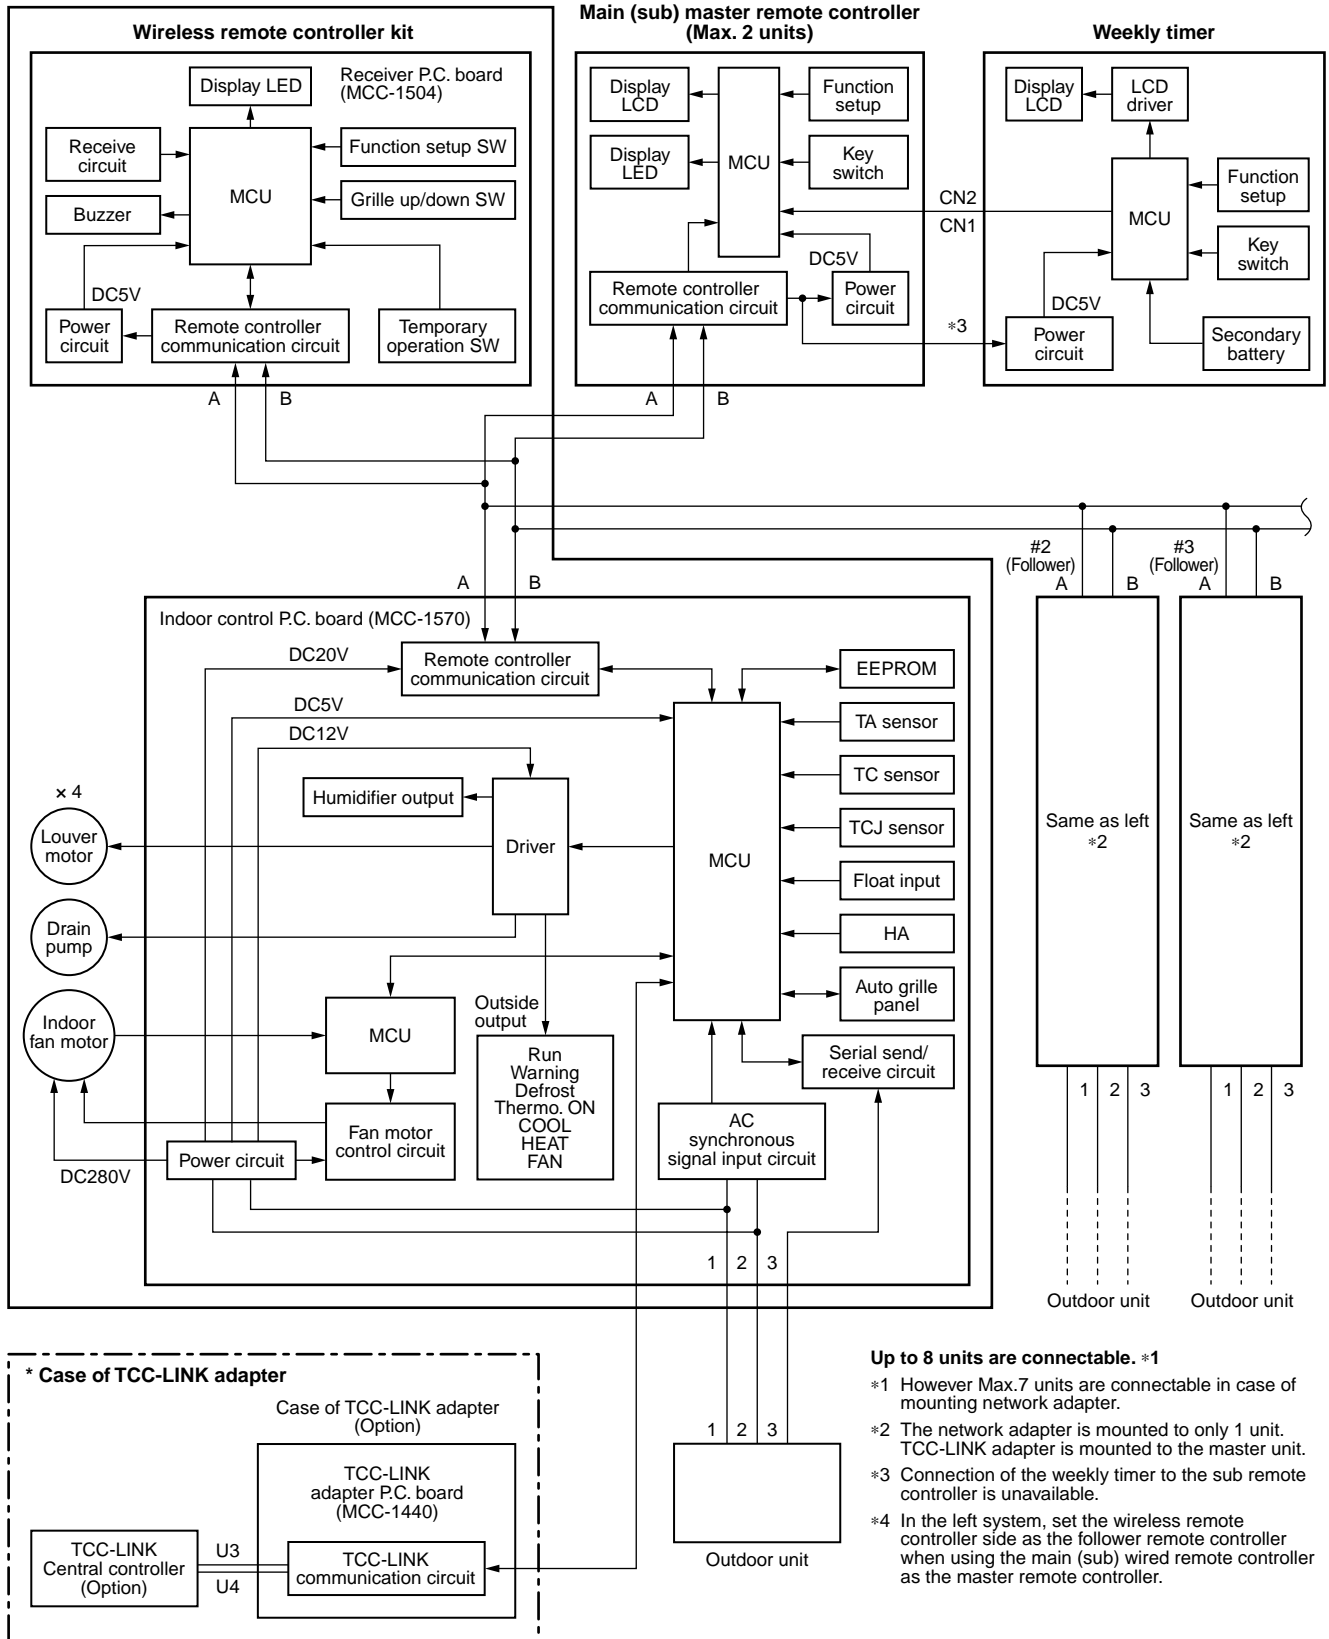 Wireless remote controller kit
Receiver P.C. board
(MCC-1504)
Display LED
Receive
circuit
Buzzer
MCU
Function setup SW
Grille up/down SW
DC5V
Power
circuit
Remote controller
communication circuit
Temporary
operation SW
A
B
Main (sub) master remote controller
(Max. 2 units)
Display
LCD
Display
LED
MCU
Function
setup
Key
switch
DC5V
Remote controller
communication circuit
Power
circuit
A
B
CN2
CN1
*3
Weekly timer
Display
LCD
LCD
driver
MCU
Function
setup
Key
switch
DC5V
Power
circuit
Secondary
battery
A
B
Indoor control P.C. board (MCC-1570)
DC20V
Remote controller
communication circuit
DC5V
DC12V
Humidifier output
Driver
MCU
EEPROM
TA sensor
TC sensor
TCJ sensor
Float input
HA
Auto grille
panel
Serial send/
receive circuit
× 4
Louver
motor
Drain
pump
Indoor
fan motor
MCU
Outside
output
Run
Warning
Defrost
Thermo. ON
COOL
HEAT
FAN
AC
synchronous
signal input circuit
Fan motor
control circuit
Power circuit
DC280V
1
2
3
#2
(Follower)
A
B
Same as left
*2
1
2
3
Outdoor unit
#3
(Follower)
A
B
Same as left
*2
1
2
3
Outdoor unit
* Case of TCC-LINK adapter
Case of TCC-LINK adapter
(Option)
TCC-LINK
adapter P.C. board
(MCC-1440)
TCC-LINK
communication circuit
TCC-LINK
Central controller
(Option)
U3
U4
1
2
3
Outdoor unit
Up to 8 units are connectable. *1
*1 However Max.7 units are connectable in case of
mounting network adapter.
*2 The network adapter is mounted to only 1 unit.
TCC-LINK adapter is mounted to the master unit.
*3 Connection of the weekly timer to the sub remote
controller is unavailable.
*4 In the left system, set the wireless remote
controller side as the follower remote controller
when using the main (sub) wired remote controller
as the master remote controller.